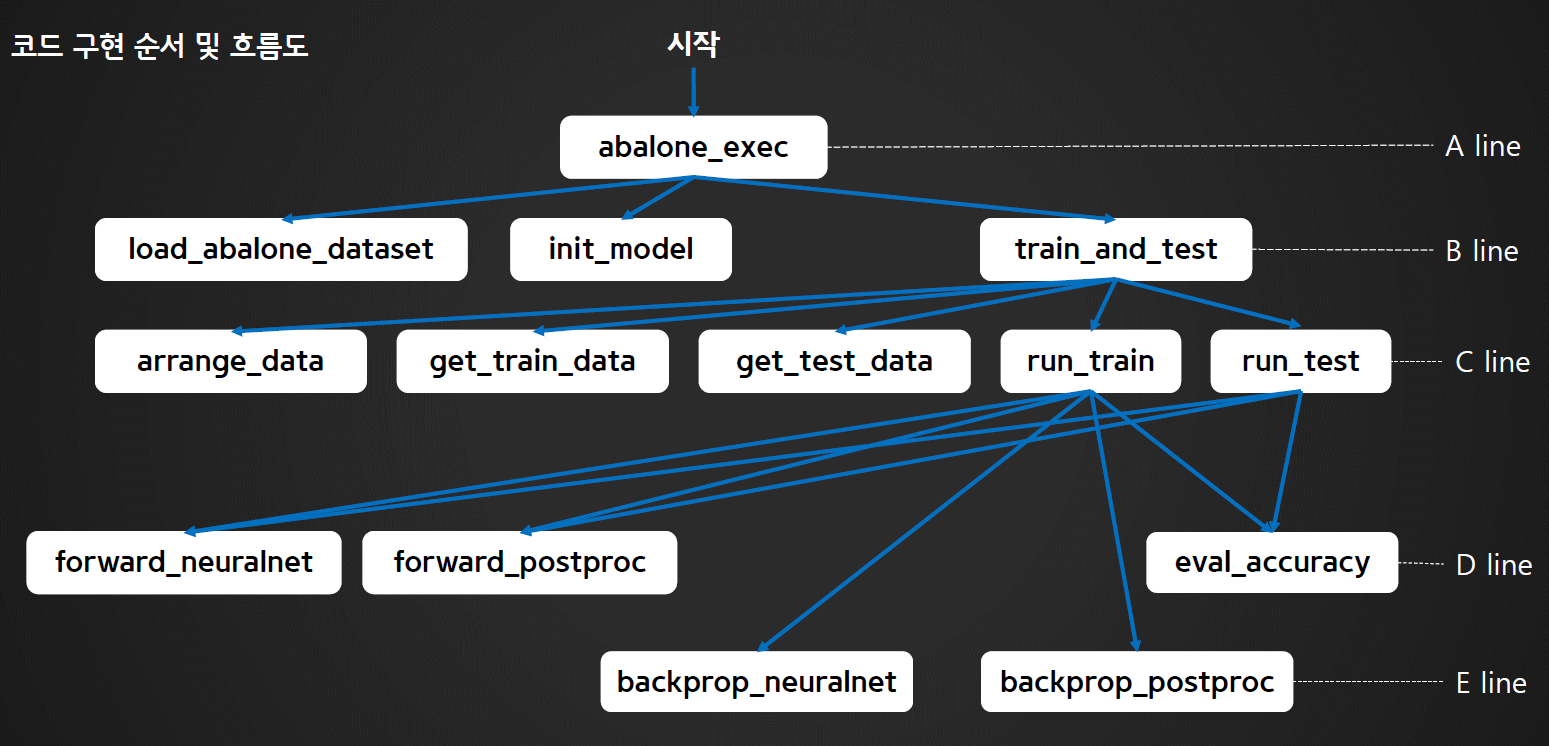 코드 구현 순서 및 흐름도
시작
abalone_exec
A line
load_abalone_dataset
init_model
train_and_test
B line
arrange_data
get_train_data
get_test_data
run_train
run_test
C line
forward_neuralnet
forward_postproc
eval_accuracy
D line
backprop_neuralnet
backprop_postproc
E line